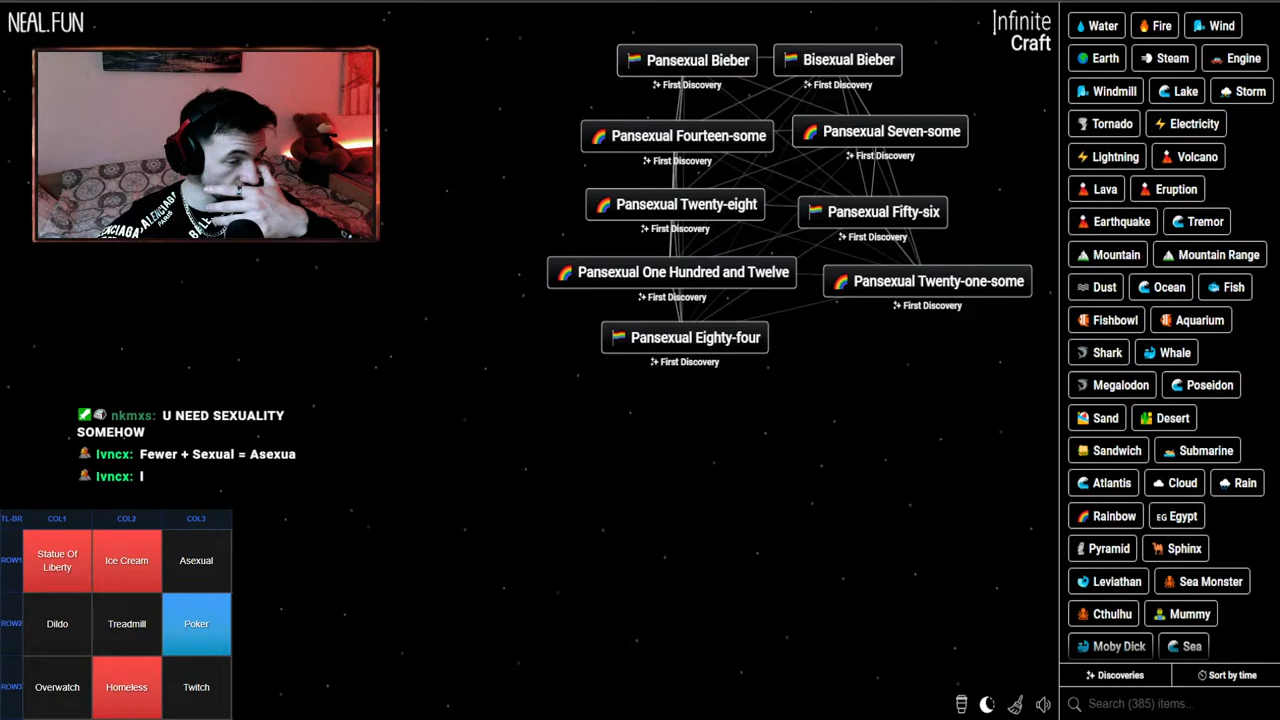 NEAL.FUN
Infinite
Craft
Pansexual Bieber
First Discovery
Bisexual Bieber
First Discovery
Pansexual Fourteen-some
First Discovery
Pansexual Seven-some
First Discovery
Pansexual Twenty-eight
First Discovery
Pansexual Fifty-six
First Discovery
Pansexual One Hundred and Twelve
First Discovery
Pansexual Twenty-one-some
First Discovery
Pansexual Eighty-four
First Discovery
BALENCIAGA
PARIS
nkmxs: U NEED SEXUALITY
SOMEHOW
lvncx: Fewer + Sexual = Asexua
lvncx: l
TL-BR COL1 COL2 COL3
ROW1 Statue Of Liberty Ice Cream Asexual
ROW2 Dildo Treadmill Poker
ROW3 Overwatch Homeless Twitch
Water Fire Wind
Earth Steam Engine
Windmill Lake Storm
Tornado Electricity
Lightning Volcano
Lava Eruption
Earthquake Tremor
Mountain Mountain Range
Dust Ocean Fish
Fishbowl Aquarium
Shark Whale
Megalodon Poseidon
Sand Desert
Sandwich Submarine
Atlantis Cloud Rain
Rainbow EG Egypt
Pyramid Sphinx
Leviathan Sea Monster
Cthulhu Mummy
Moby Dick Sea
Discoveries Sort by time
Search (385) items...